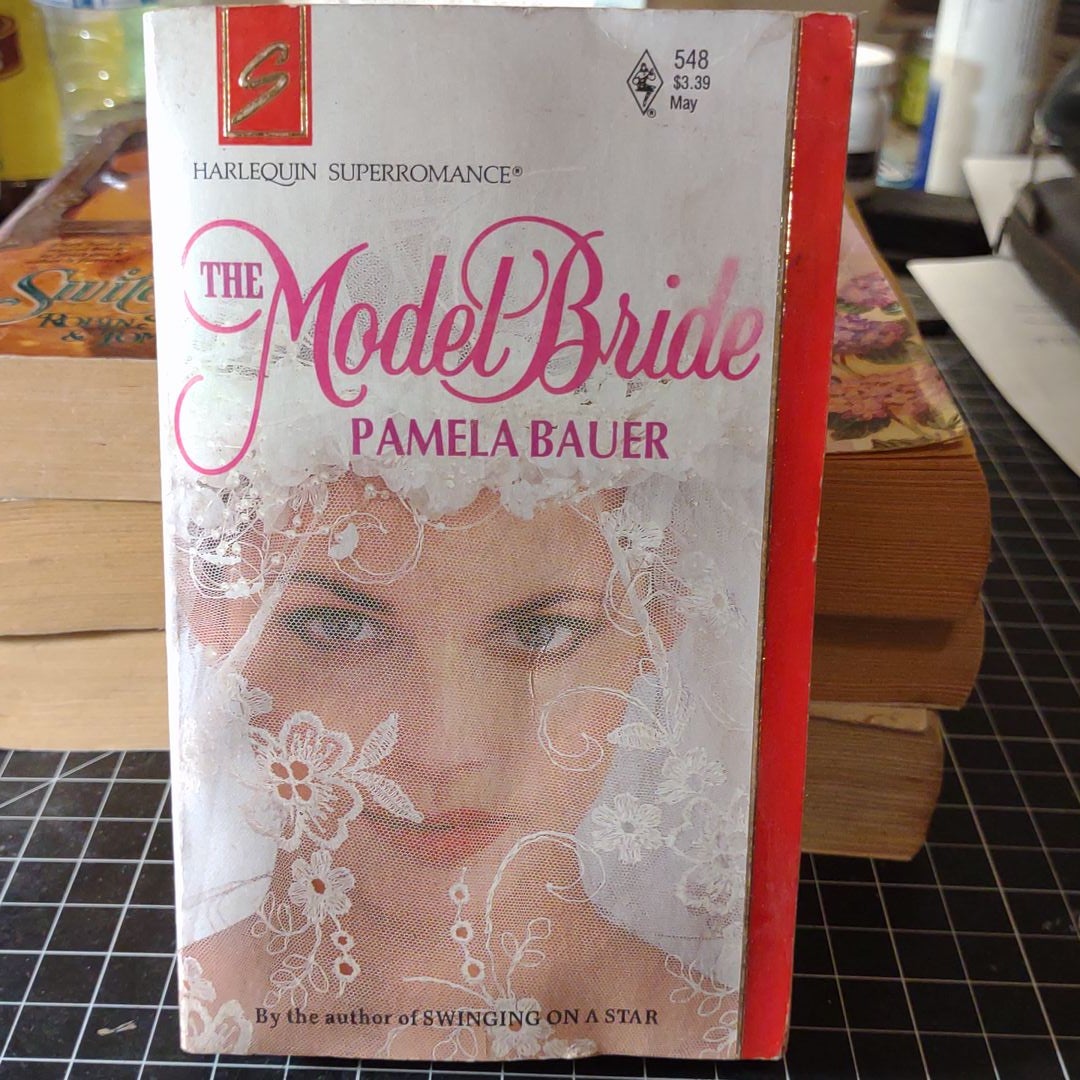 S
548
$3.39
May
HARLEQUIN SUPERROMANCE®
THE Model Bride
PAMELA BAUER
By the author of SWINGING ON A STAR